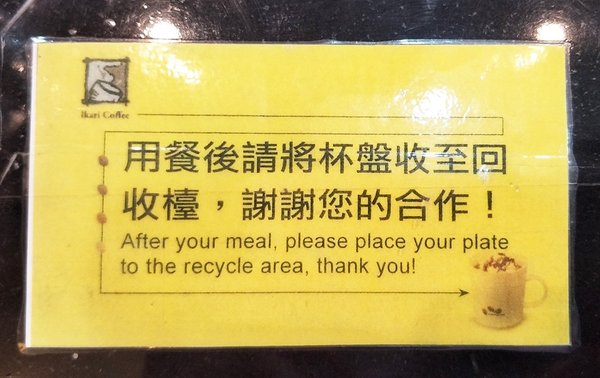 Ikari Coffee
用餐後請將杯盤收至回
收檯，謝謝您的合作！
After your meal, please place your plate
to the recycle area, thank you!